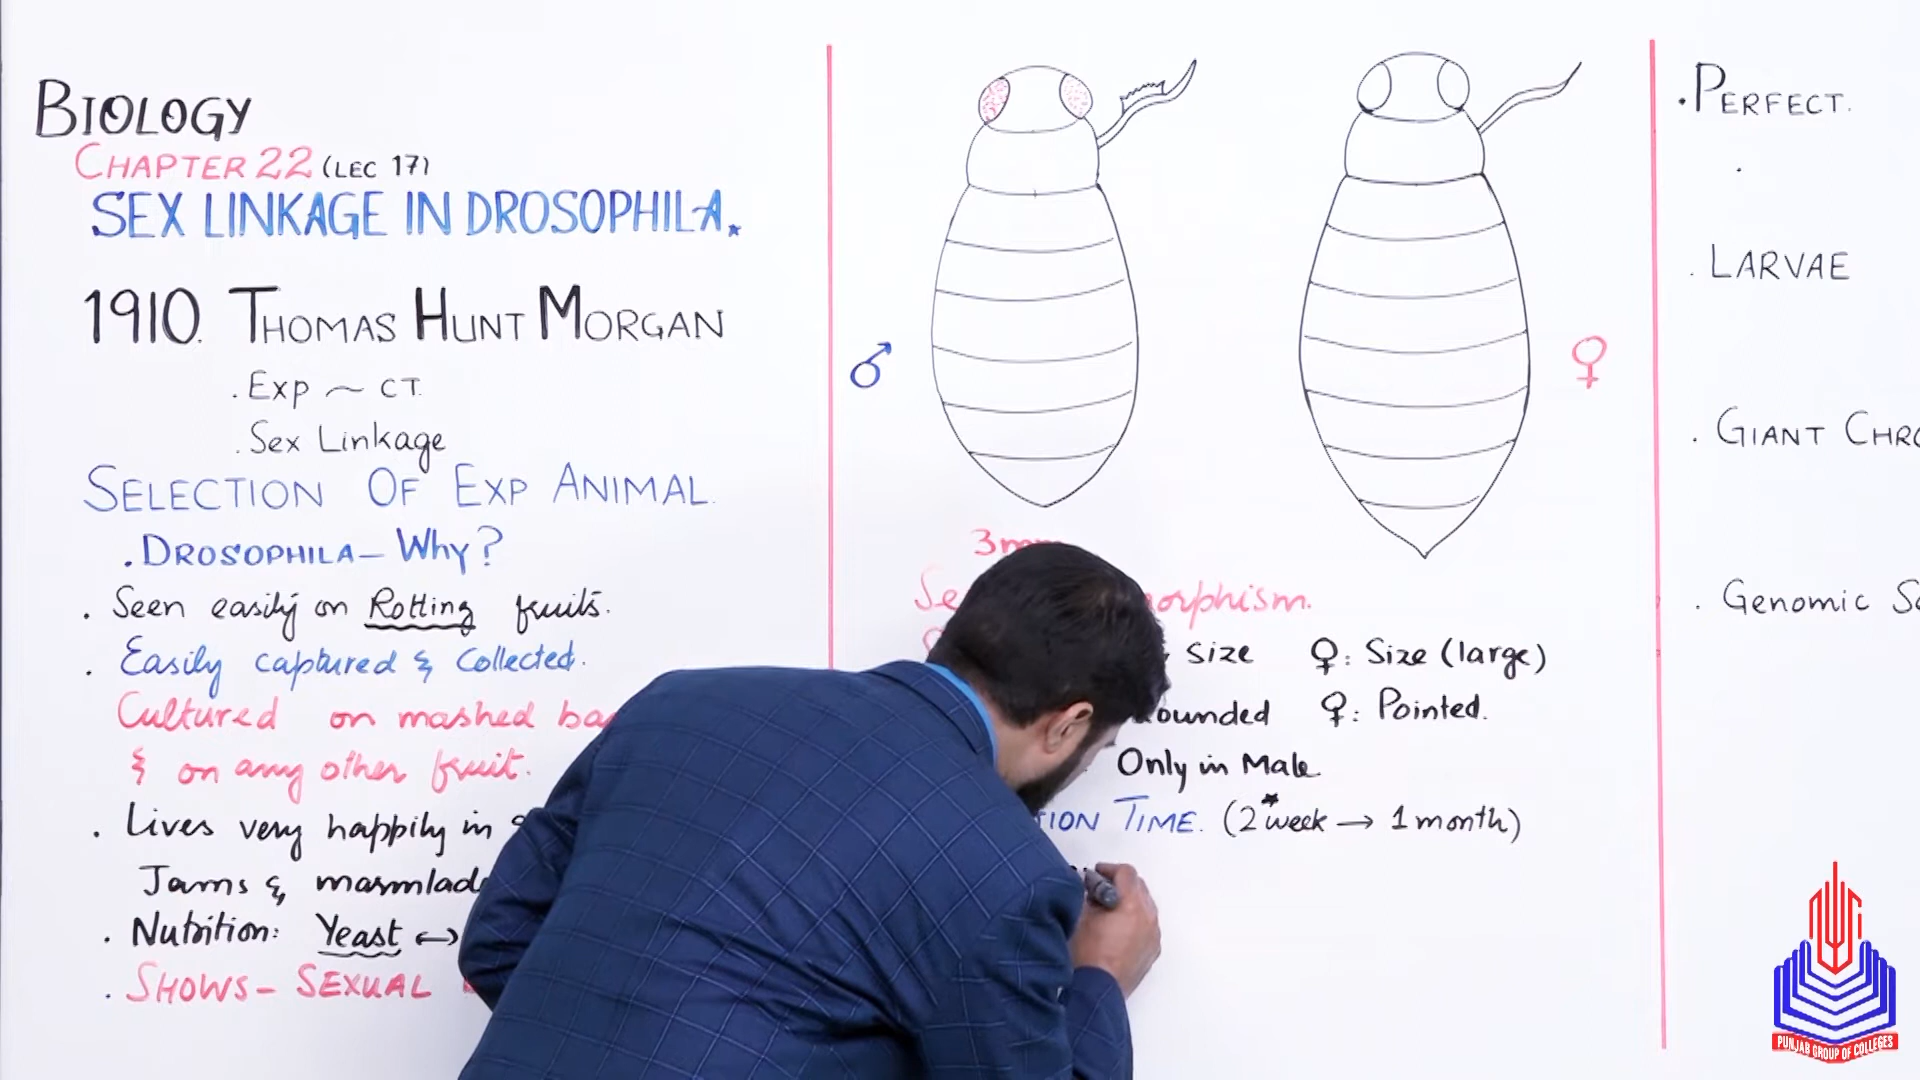 BIOLOGY
CHAPTER 22 (LEC 17)
SEX LINKAGE IN DROSOPHILA.
1910. THOMAS HUNT MORGAN
. Exp ~ CT.
. Sex Linkage
SELECTION OF EXP ANIMAL.
. DROSOPHILA - Why?
. Seen easily on Rotting fruits.
. Easily captured & Collected.
Cultured on mashed
& on any other fruit.
. Lives very happily in
Jams &
. Nutrition: Yeast ↔
. SHOWS - SEXUAL
♂
♀
3mm
size ♀: Size (large)
Rounded ♀: Pointed.
Only in Male
TIME. (2 week → 1 month)
. PERFECT.
.
. LARVAE
. GIANT
. Genomic
PUNJAB GROUP OF COLLEGES